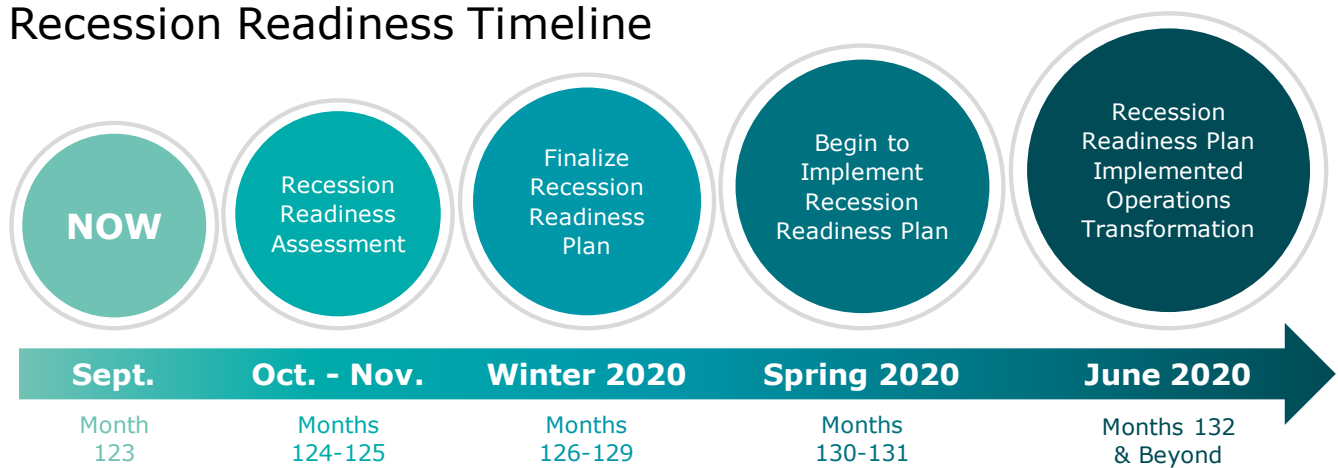 Recession Readiness Timeline
NOW
Recession
Readiness
Assessment
Finalize
Recession
Readiness
Plan
Begin to
Implement
Recession
Readiness Plan
Recession
Readiness Plan
Implemented
Operations
Transformation
Sept.
Oct. – Nov.
Winter 2020
Spring 2020
June 2020
Month
123
Months
124-125
Months
126-129
Months
130-131
Months 132
& Beyond